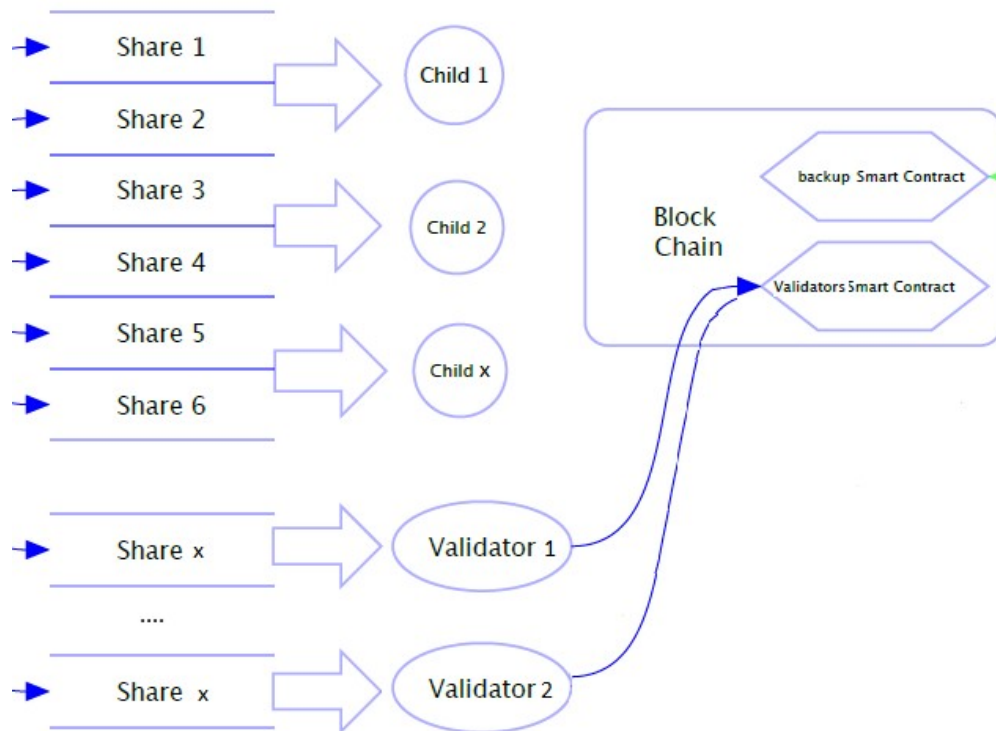 Share 1
Share 2
Child 1
Share 3
Share 4
Child 2
Share 5
Share 6
Child x
backup Smart Contract
Block
Chain
Validators Smart Contract
Share x
Validator 1
....
Share x
Validator 2